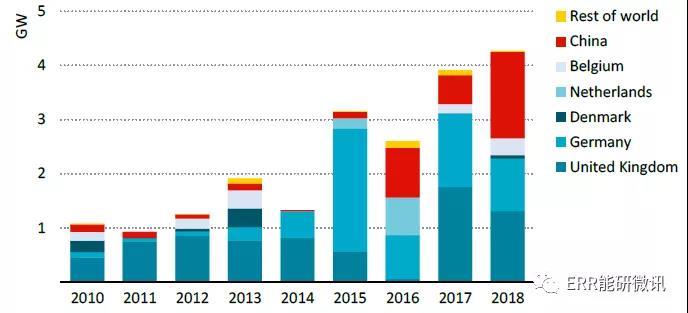 GW
5
4
3
2
1
2010 2011 2012 2013 2014 2015 2016 2017 2018
Rest of world
China
Belgium
Netherlands
Denmark
Germany
United Kingdom
ERR能研微讯